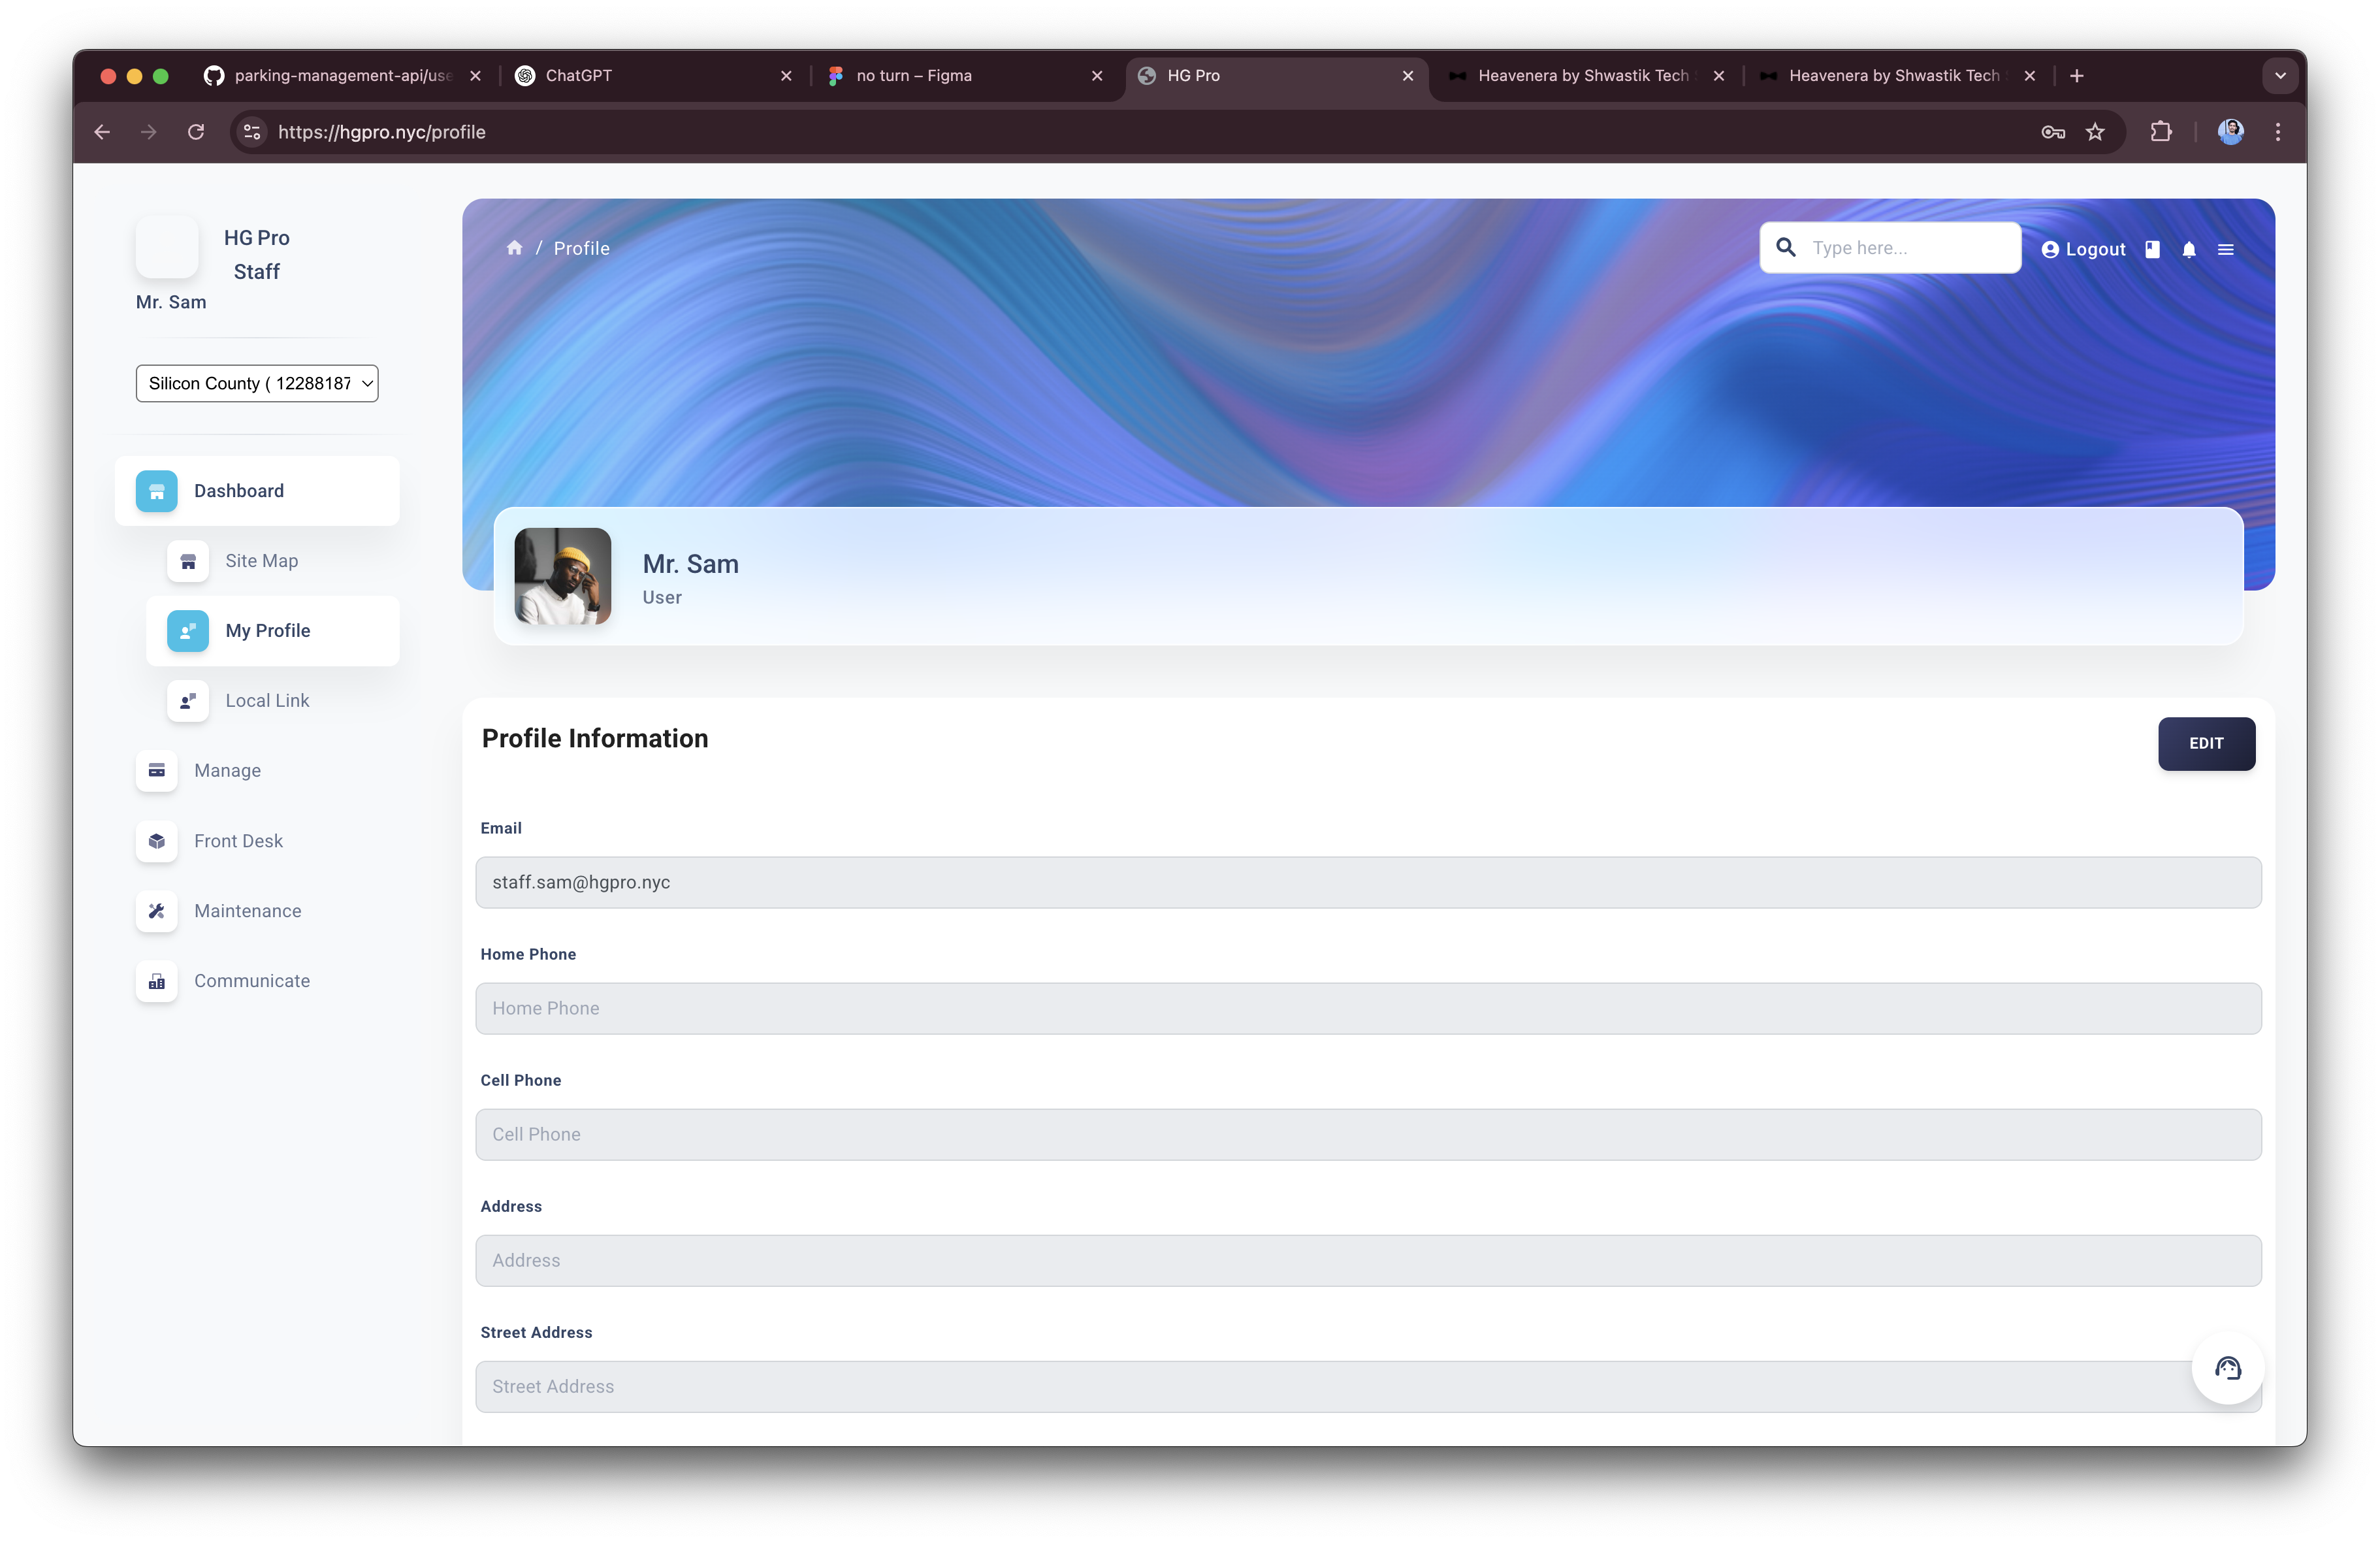 parking-management-api/use
ChatGPT
no turn – Figma
HG Pro
Heavenera by Shwastik Tech
Heavenera by Shwastik Tech
https://hgpro.nyc/profile
HG Pro
Staff
Mr. Sam
Silicon County ( 12288187
Dashboard
Site Map
My Profile
Local Link
Manage
Front Desk
Maintenance
Communicate
/ Profile
Type here...
Logout
Mr. Sam
User
Profile Information
EDIT
Email
staff.sam@hgpro.nyc
Home Phone
Home Phone
Cell Phone
Cell Phone
Address
Address
Street Address
Street Address